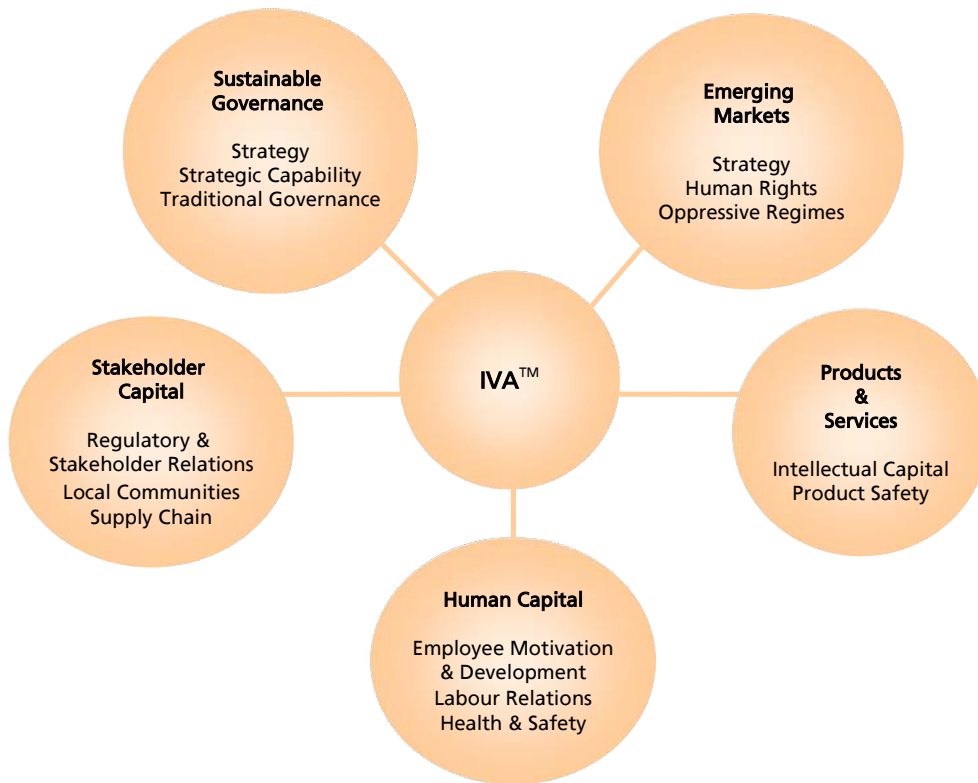 Sustainable
Governance
Strategy
Strategic Capability
Traditional Governance
Emerging
Markets
Strategy
Human Rights
Oppressive Regimes
IVA™
Stakeholder
Capital
Regulatory &
Stakeholder Relations
Local Communities
Supply Chain
Products
&
Services
Intellectual Capital
Product Safety
Human Capital
Employee Motivation
& Development
Labour Relations
Health & Safety